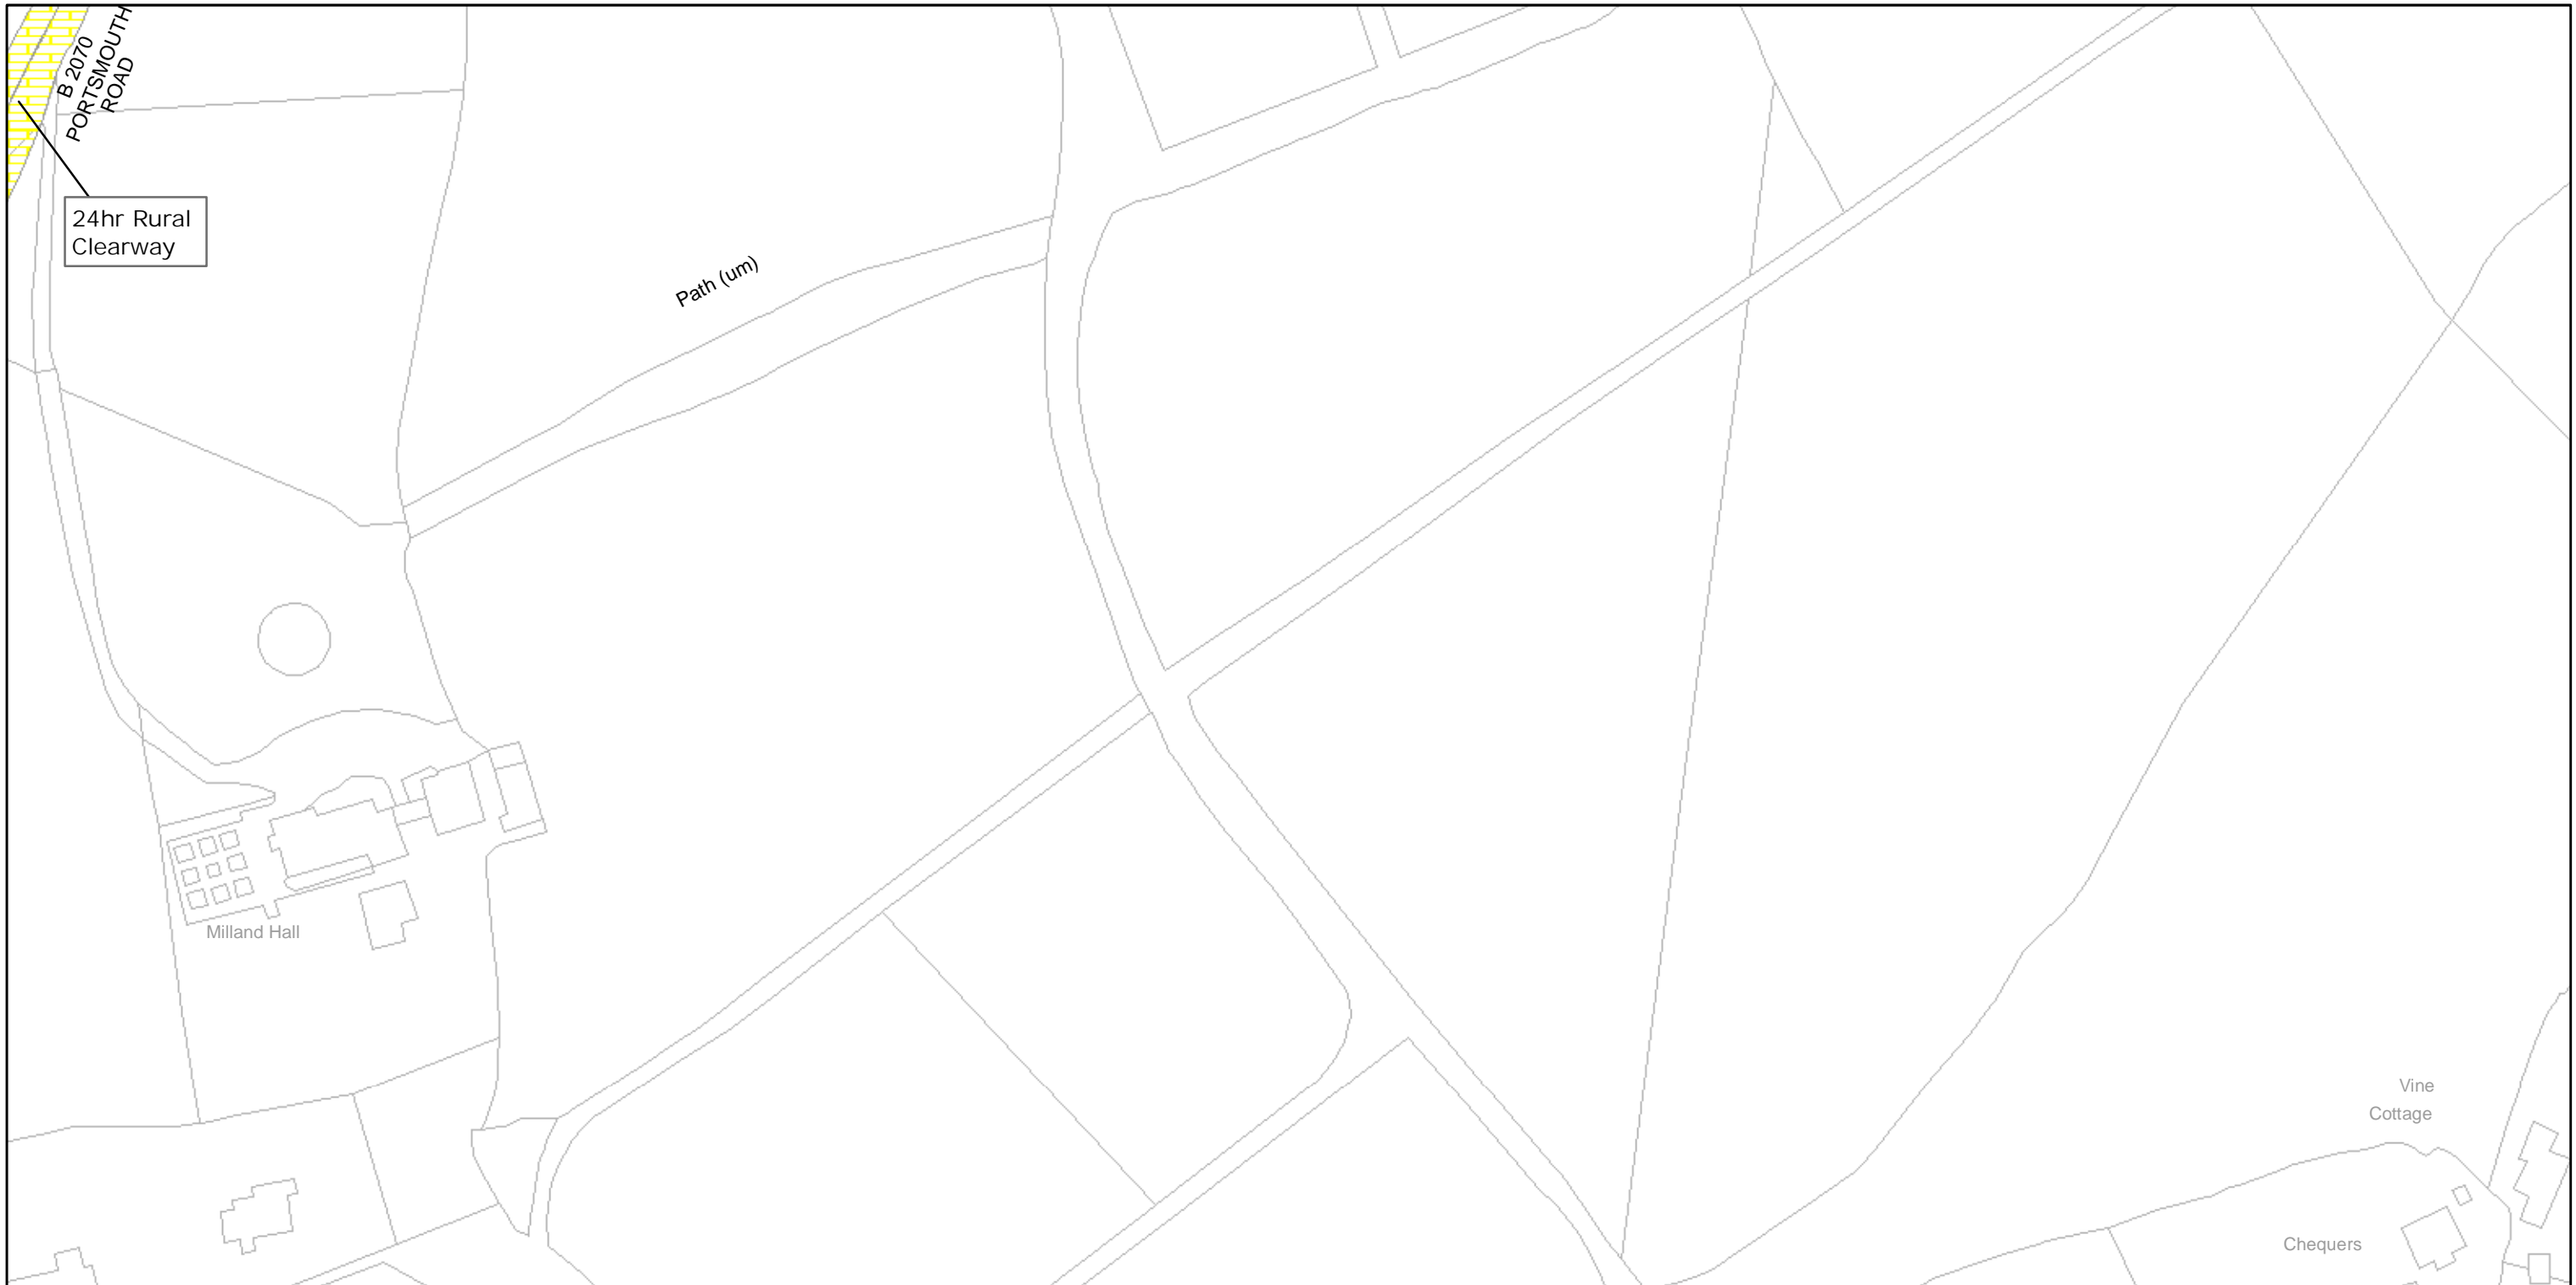 B 2070
PORTSMOUTH
ROAD
24hr Rural
Clearway
Path (um)
Milland Hall
Vine
Cottage
Chequers